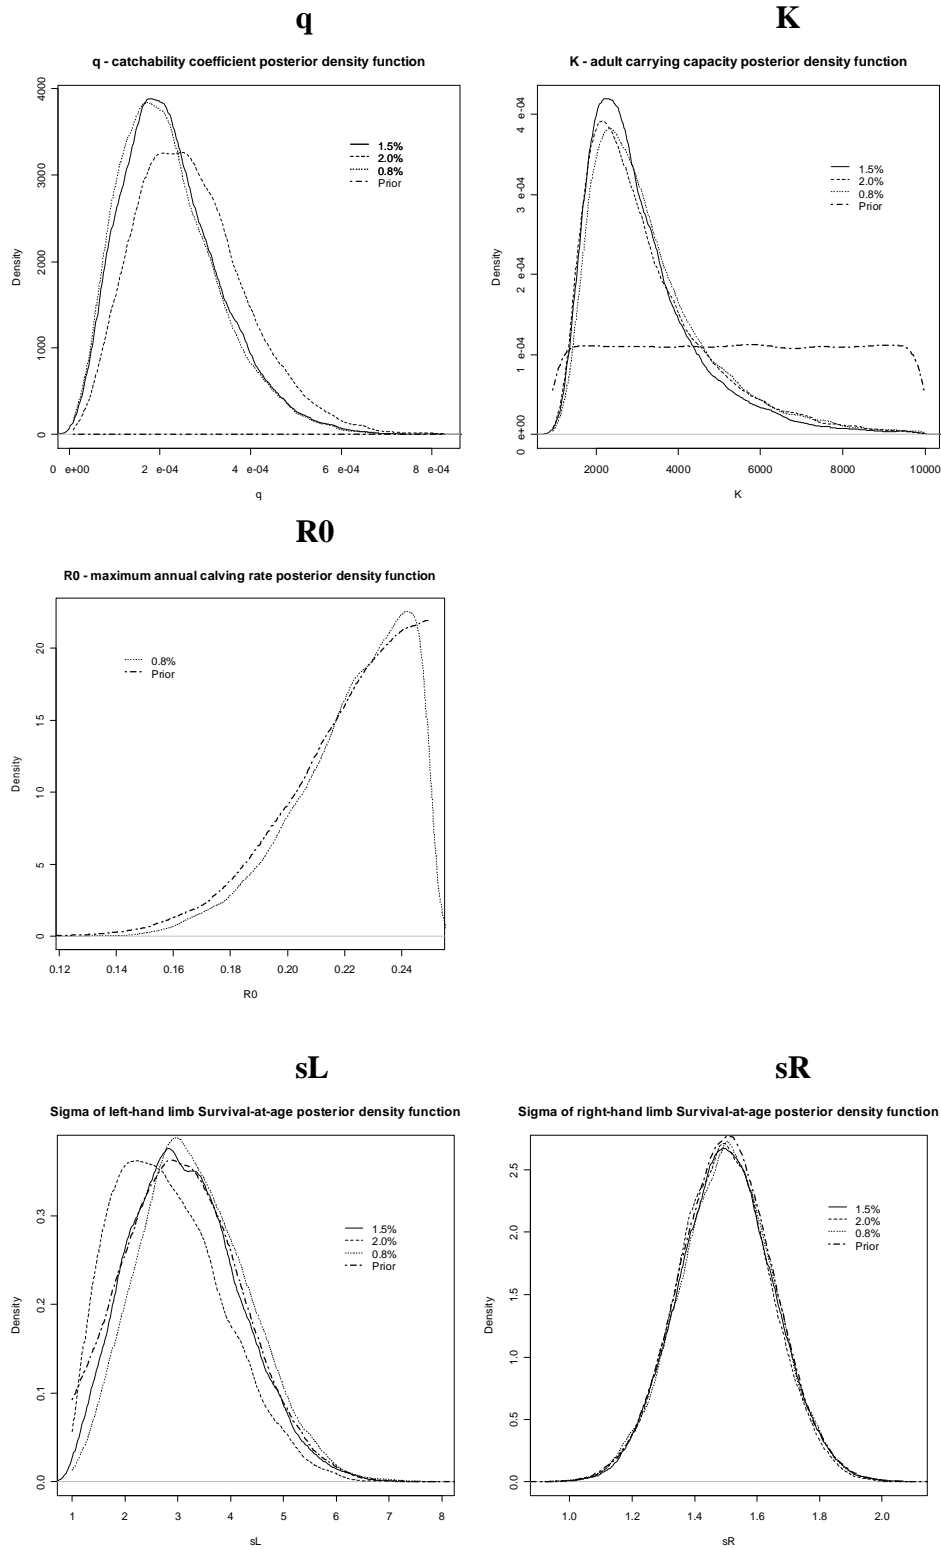 q
K
q - catchability coefficient posterior density function
K - adult carrying capacity posterior density function
4000
3000
2000
1000
0
Density
1.5%
2.0%
0.8%
Prior
0 e+00
2 e-04
4 e-04
6 e-04
8 e-04
q
4 e-04
3 e-04
2 e-04
1 e-04
0 e+00
Density
1.5%
2.0%
0.8%
Prior
2000
4000
6000
8000
10000
K
R0
R0 - maximum annual calving rate posterior density function
20
15
10
5
0
Density
0.8%
Prior
0.12
0.14
0.16
0.18
0.20
0.22
0.24
R0
sL
sR
Sigma of left-hand limb Survival-at-age posterior density function
Sigma of right-hand limb Survival-at-age posterior density function
0.3
0.2
0.1
0.0
Density
1.5%
2.0%
0.8%
Prior
1
2
3
4
5
6
7
8
sL
2.5
2.0
1.5
1.0
0.5
0.0
Density
1.5%
2.0%
0.8%
Prior
1.0
1.2
1.4
1.6
1.8
2.0
sR